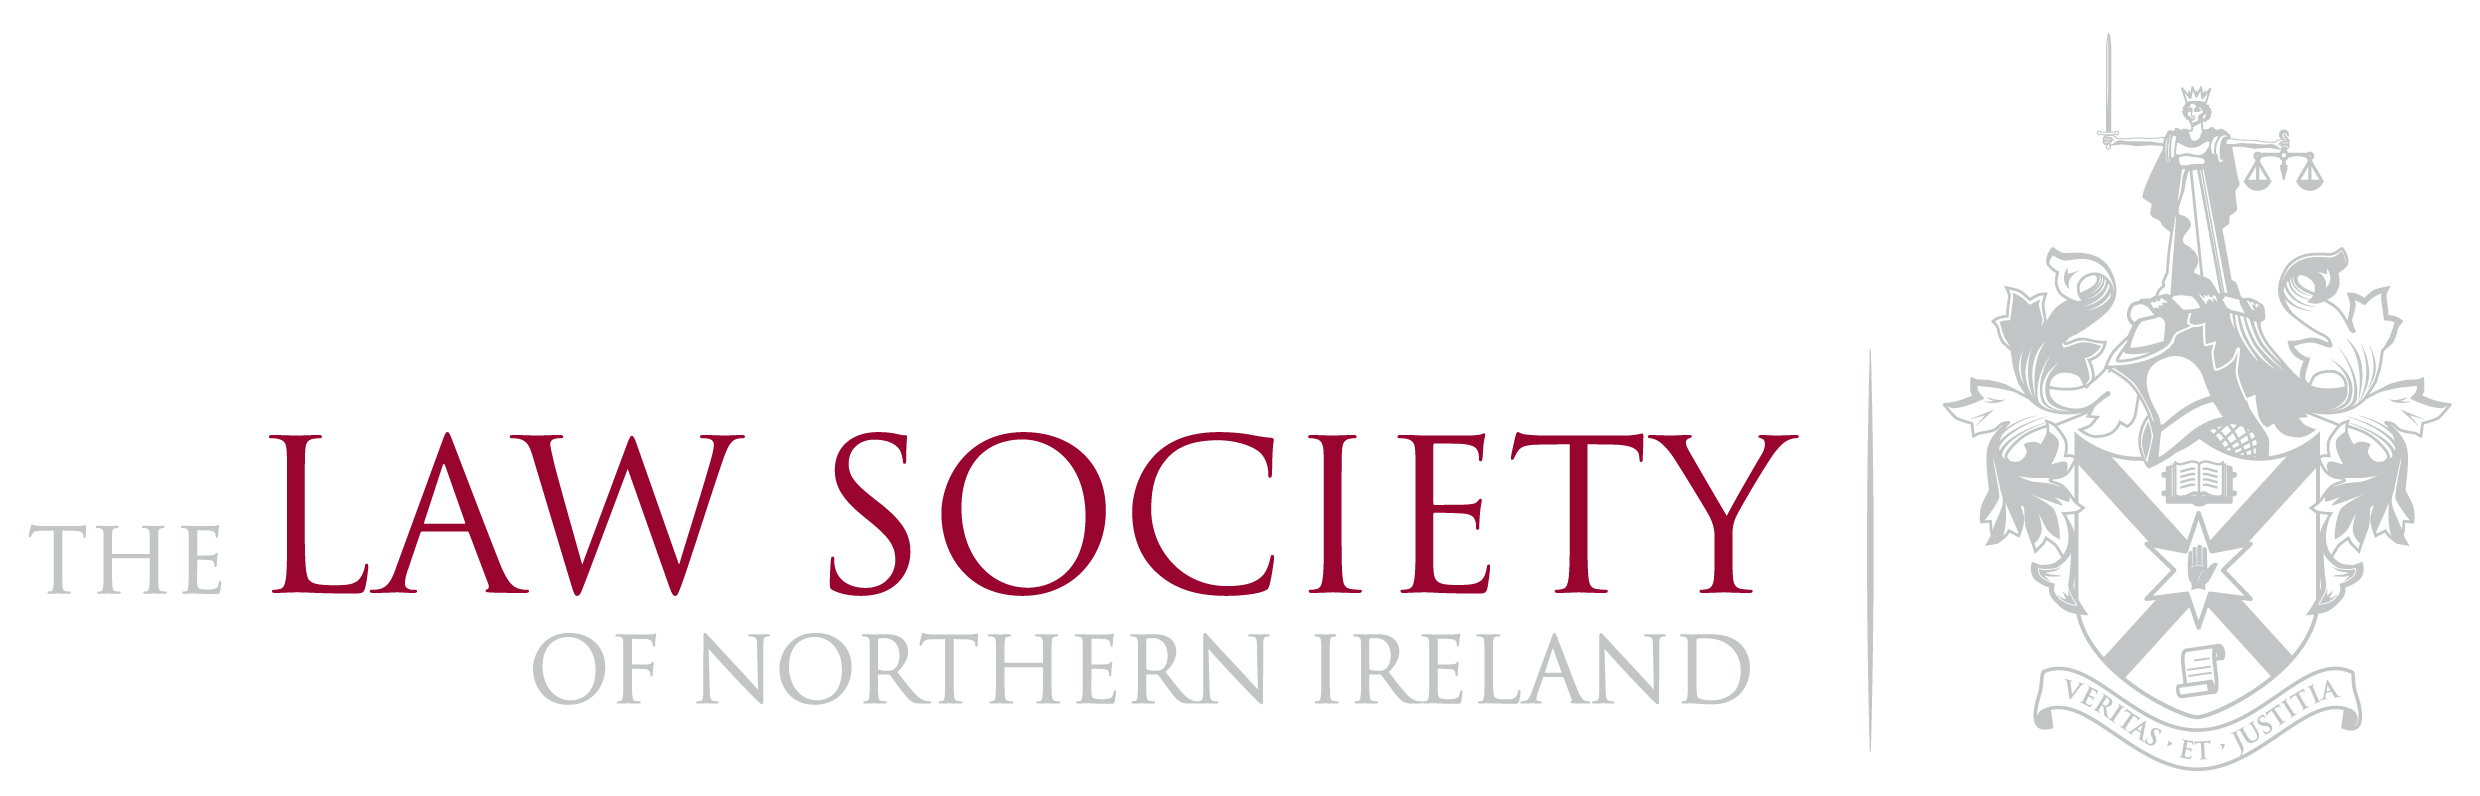 THE LAW SOCIETY
OF NORTHERN IRELAND
VERITAS · ET · JUSTITIA